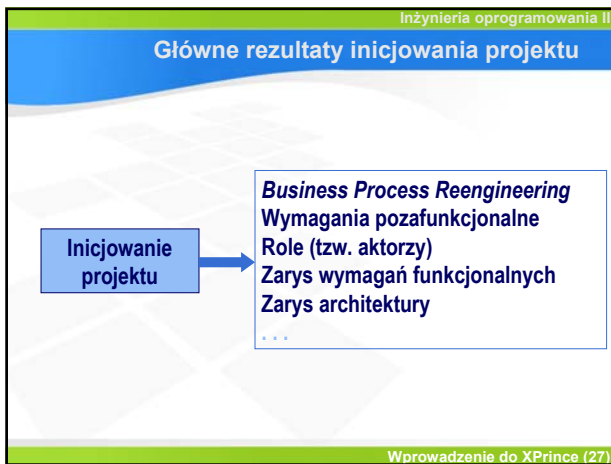 Inżynieria oprogramowania II
Główne rezultaty inicjowania projektu
Inicjowanie
projektu
Business Process Reengineering
Wymagania pozafunkcjonalne
Role (tzw. aktorzy)
Zarys wymagań funkcjonalnych
Zarys architektury
. . .
Wprowadzenie do XPrince (27)